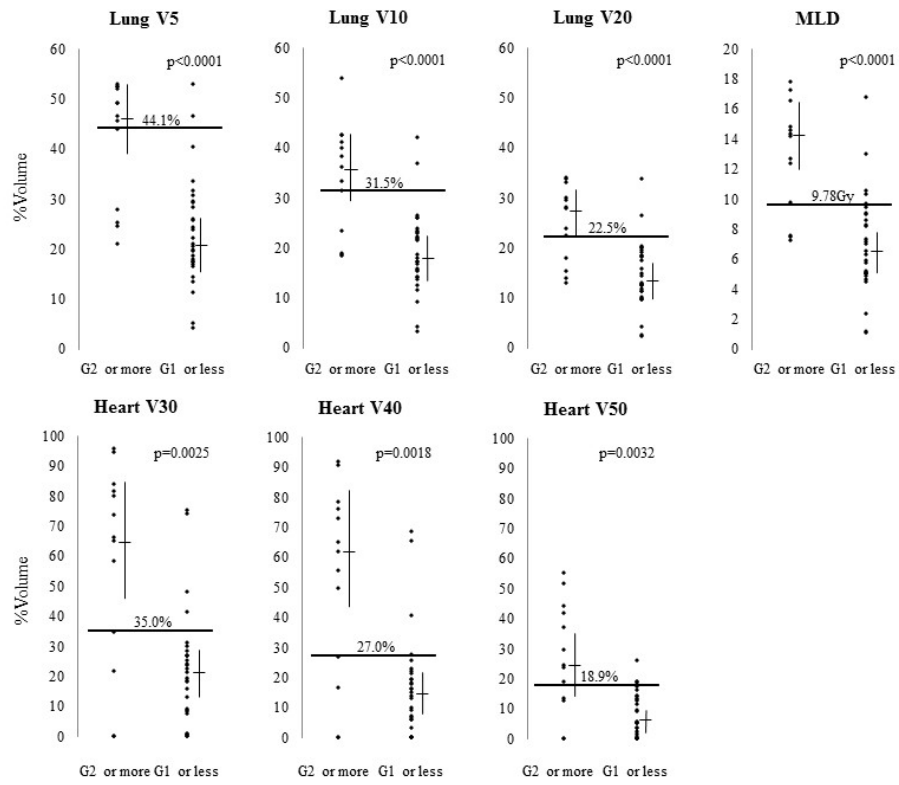 Lung V5 Lung V10 Lung V20 MLD
60 60 60 20
p<0.0001 p<0.0001 p<0.0001 p<0.0001
18
50 50 50
16
44.1%
14
40 40 40
12
%Volume
31.5%
30 30 30 10
9.78Gy
8
22.5%
20 20 20
6
10 10 10 4
2
0 0 0 0
G2 or more G1 or less G2 or more G1 or less G2 or more G1 or less G2 or more G1 or less
Heart V30 Heart V40 Heart V50
100 100 100
p=0.0025 p=0.0018 p=0.0032
90 90 90
80 80 80
70 70 70
60 60 60
%Volume
50 50 50
40 40 40
35.0%
30 30 30
27.0%
20 20 20
18.9%
10 10 10
0 0 0
G2 or more G1 or less G2 or more G1 or less G2 or more G1 or less